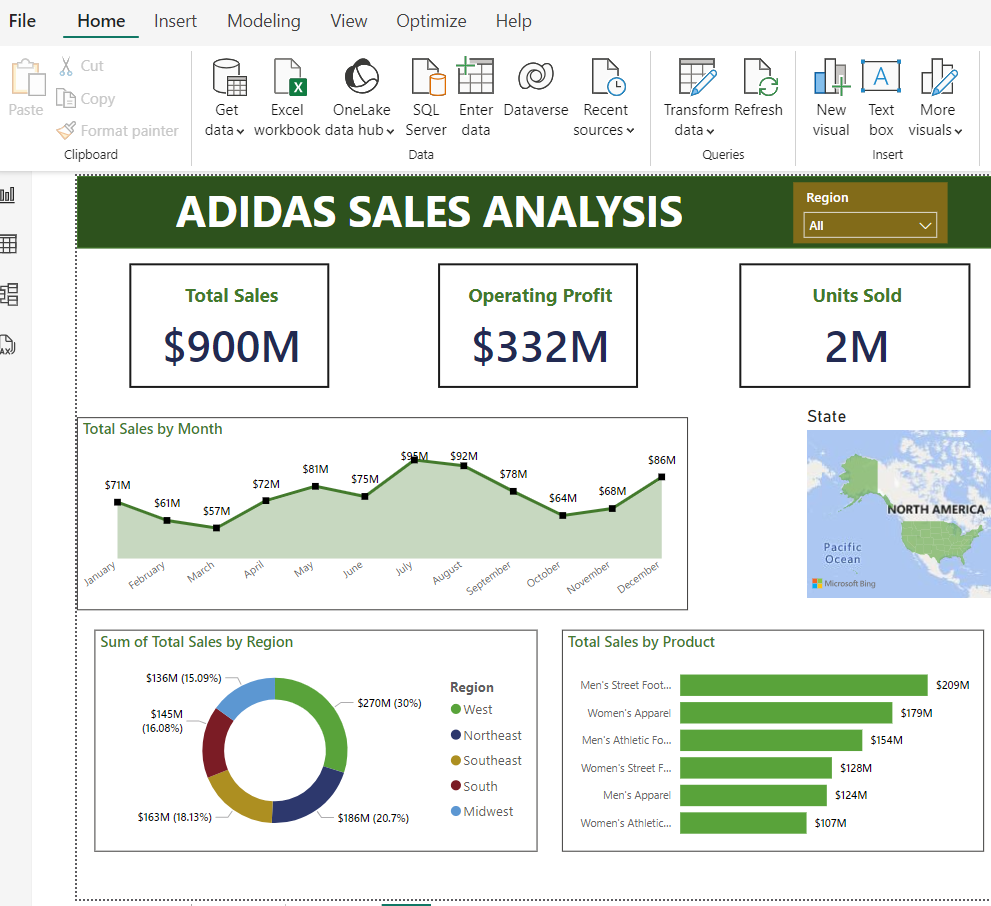 File Home Insert Modeling View Optimize Help
Paste
Cut
Copy
Format painter
Clipboard
Get data
Excel workbook
OneLake data hub
SQL Server
Enter data
Dataverse
Recent sources
Data
Transform data
Refresh
Queries
New visual
Text box
More visuals
Insert
ADIDAS SALES ANALYSIS
Region
All
Total Sales
$900M
Operating Profit
$332M
Units Sold
2M
Total Sales by Month
$71M
$61M
$57M
$72M
$81M
$75M
$95M
$92M
$78M
$64M
$68M
$86M
January
February
March
April
May
June
July
August
September
October
November
December
State
NORTH AMERICA
Pacific
Ocean
Microsoft Bing
Sum of Total Sales by Region
$136M (15.09%)
$270M (30%)
$145M
(16.08%)
$163M (18.13%)
$186M (20.7%)
Region
West
Northeast
Southeast
South
Midwest
Total Sales by Product
Men's Street Foot... $209M
Women's Apparel $179M
Men's Athletic Fo... $154M
Women's Street F... $128M
Men's Apparel $124M
Women's Athletic... $107M